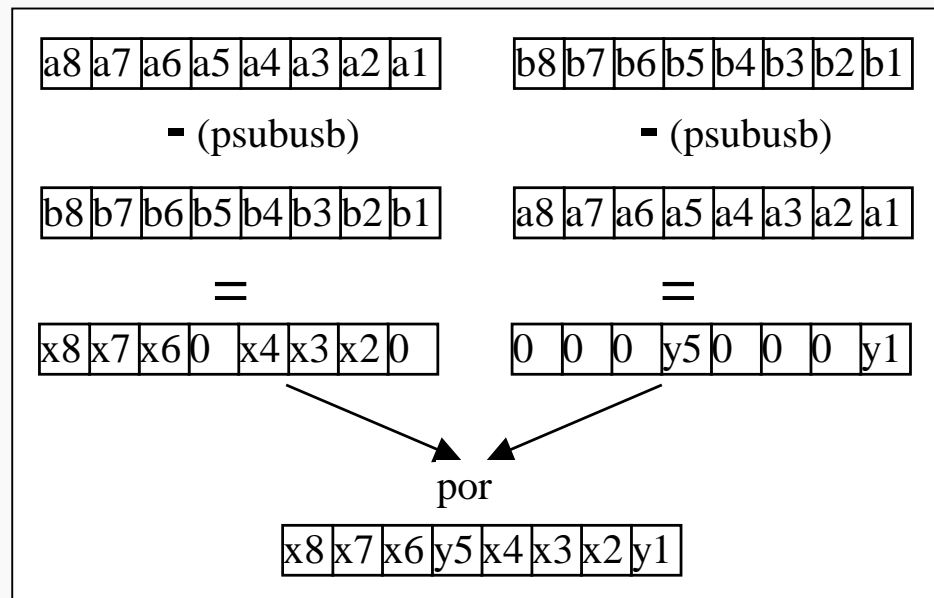 a8 a7 a6 a5 a4 a3 a2 a1
b8 b7 b6 b5 b4 b3 b2 b1
- (psubusb)
- (psubusb)
b8 b7 b6 b5 b4 b3 b2 b1
a8 a7 a6 a5 a4 a3 a2 a1
=
=
x8 x7 x6 0 x4 x3 x2 0
0 0 0 y5 0 0 0 y1
por
x8 x7 x6 y5 x4 x3 x2 y1